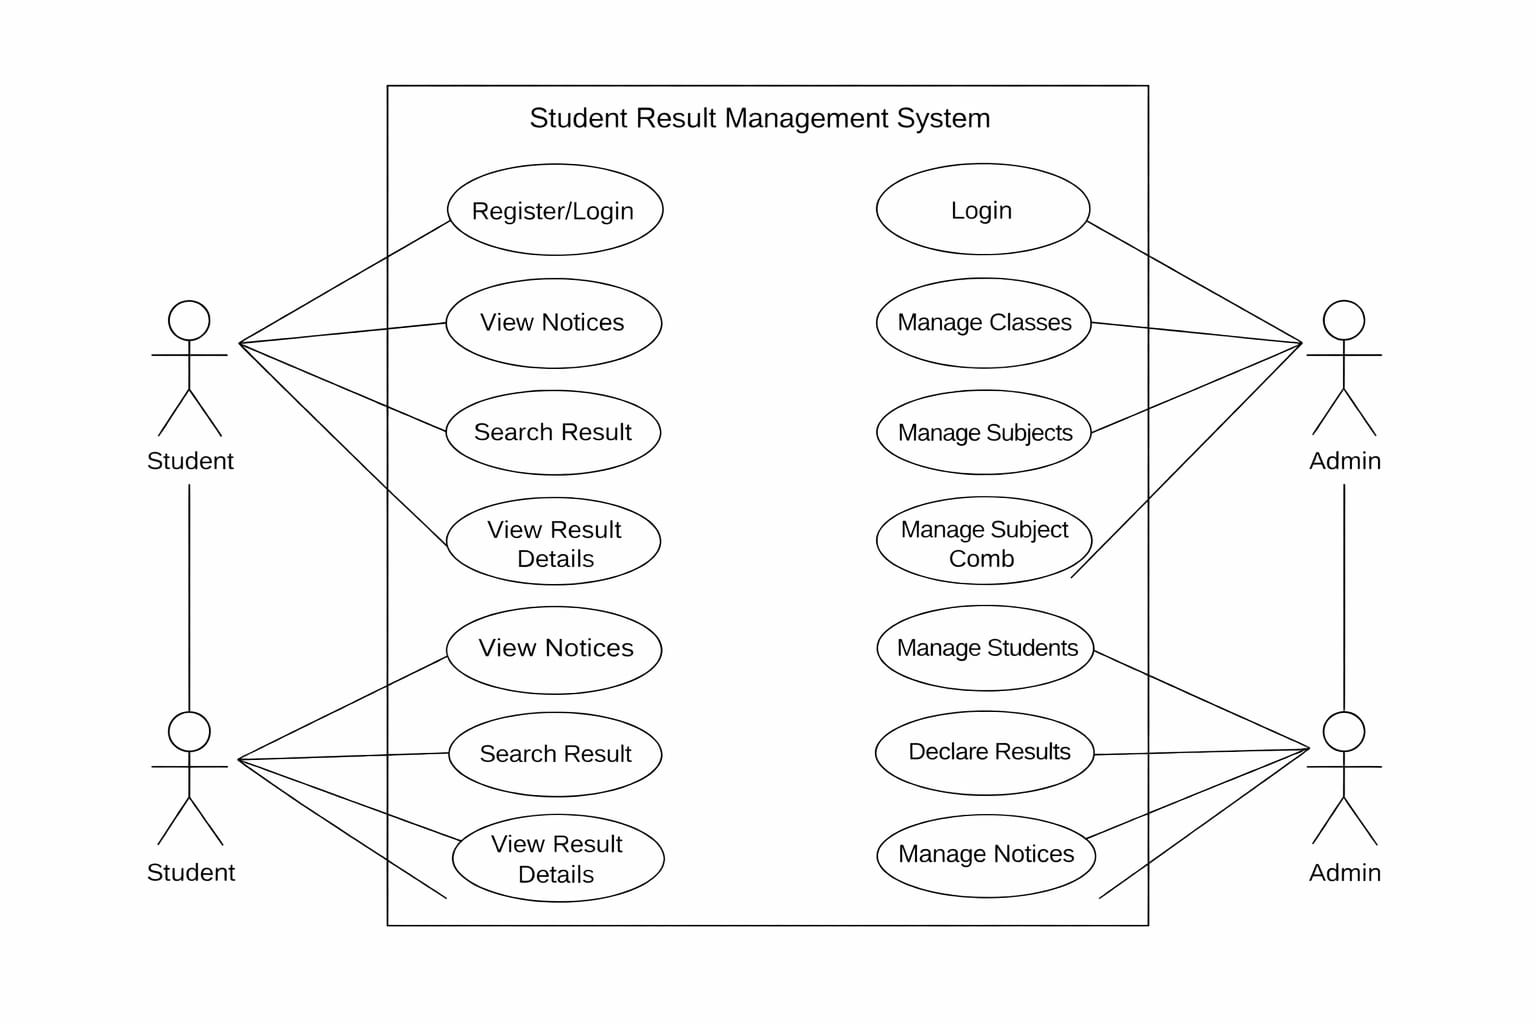 Student Result Management System
Register/Login
View Notices
Search Result
View Result
Details
View Notices
Search Result
View Result
Details
Login
Manage Classes
Manage Subjects
Manage Subject
Comb
Manage Students
Declare Results
Manage Notices
Student
Student
Admin
Admin